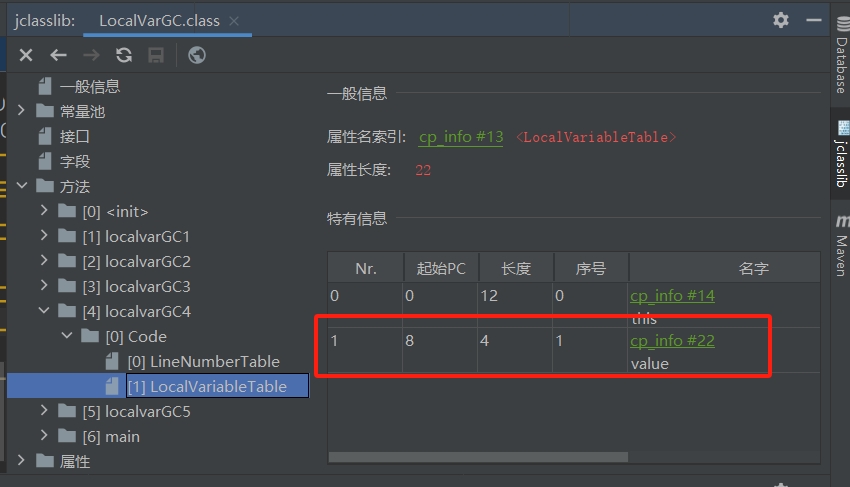 jclasslib: LocalVarGC.class
一般信息
常量池
接口
字段
方法
[0] <init>
[1] localvarGC1
[2] localvarGC2
[3] localvarGC3
[4] localvarGC4
[0] Code
[0] LineNumberTable
[1] LocalVariableTable
[5] localvarGC5
[6] main
属性
一般信息
属性名索引: cp_info #13 <LocalVariableTable>
属性长度: 22
特有信息
Nr. 起始PC 长度 序号 名字
0 0 12 0 cp_info #14
this
1 8 4 1 cp_info #22
value
Database
jclasslib
Maven